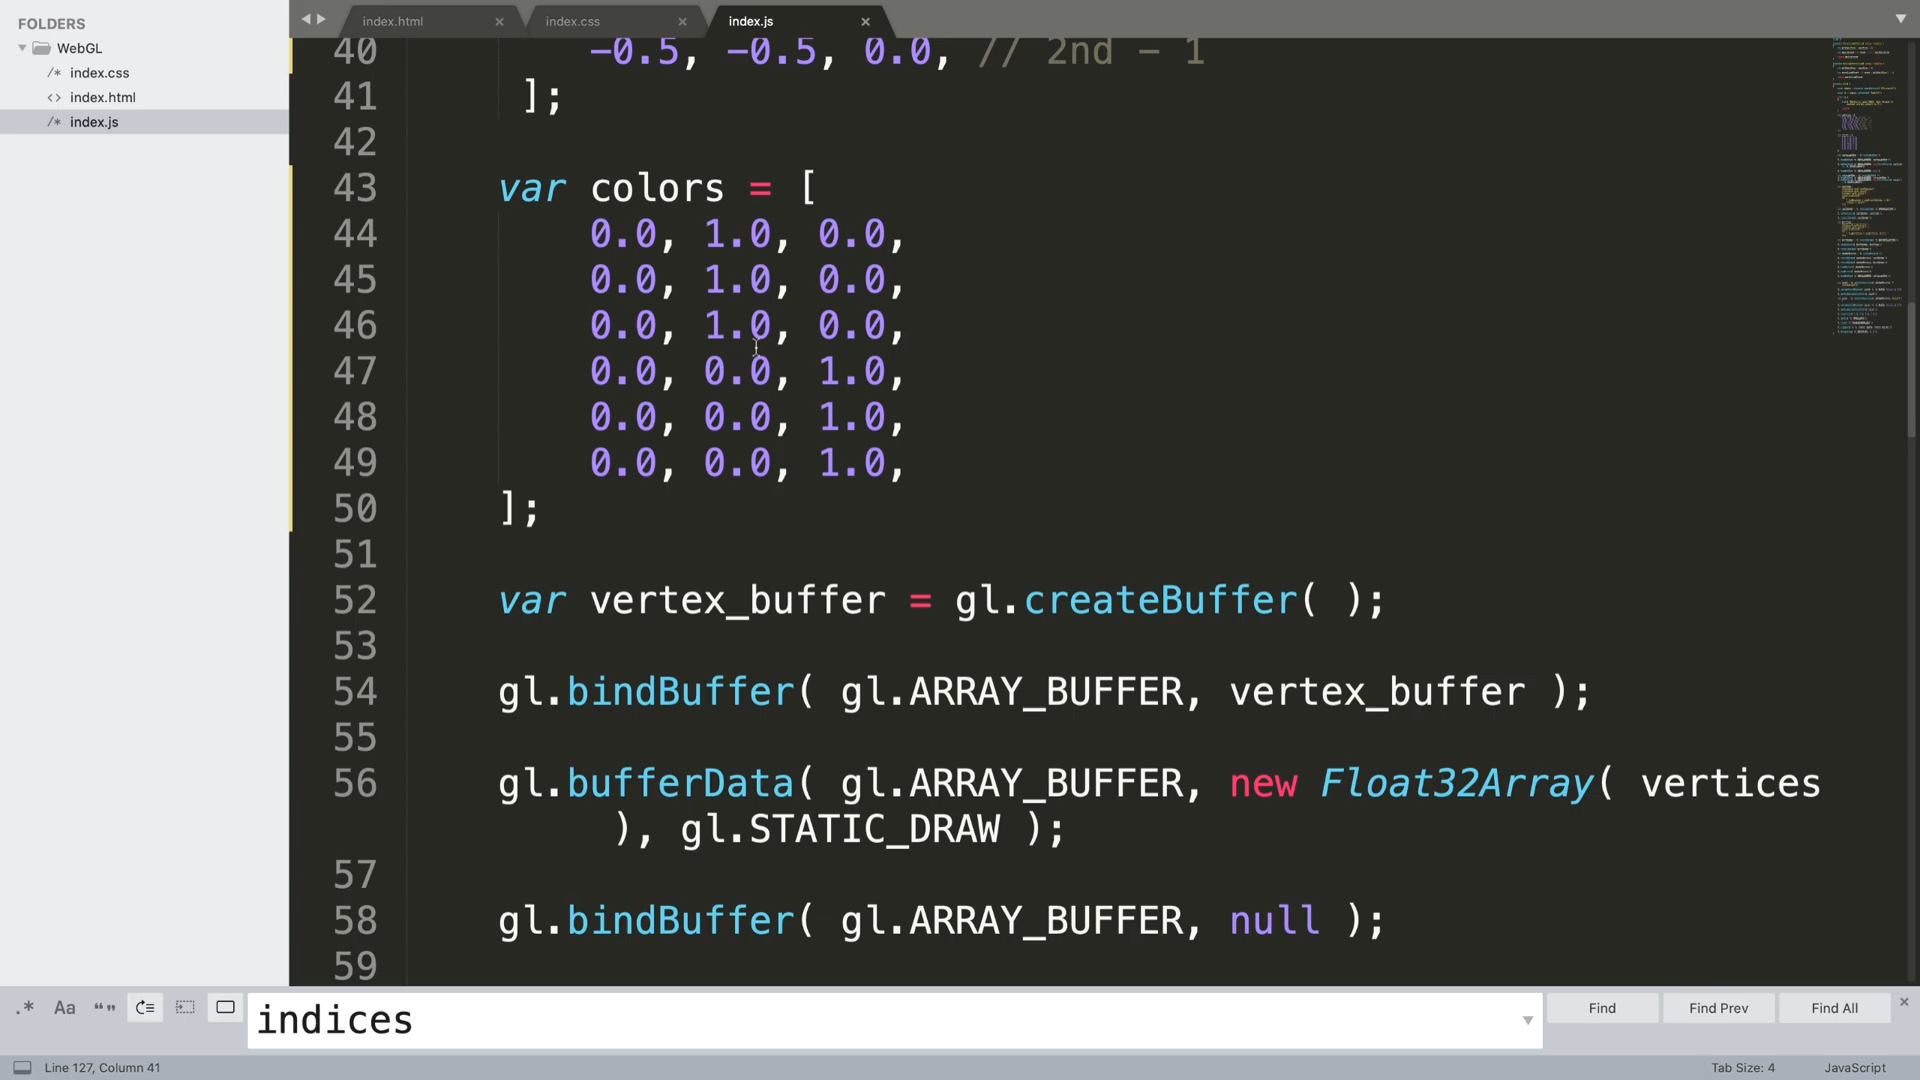 FOLDERS
WebGL
/* index.css
<> index.html
/* index.js
index.html ×
index.css ×
index.js ×
40 -0.5, -0.5, 0.0, // 2nd - 1
41 ];
42
43 var colors = [
44 0.0, 1.0, 0.0,
45 0.0, 1.0, 0.0,
46 0.0, 1.0, 0.0,
47 0.0, 0.0, 1.0,
48 0.0, 0.0, 1.0,
49 0.0, 0.0, 1.0,
50 ];
51
52 var vertex_buffer = gl.createBuffer( );
53
54 gl.bindBuffer( gl.ARRAY_BUFFER, vertex_buffer );
55
56 gl.bufferData( gl.ARRAY_BUFFER, new Float32Array( vertices
), gl.STATIC_DRAW );
57
58 gl.bindBuffer( gl.ARRAY_BUFFER, null );
59
.* Aa “” indices Find Find Prev Find All ×
Line 127, Column 41 Tab Size: 4 JavaScript